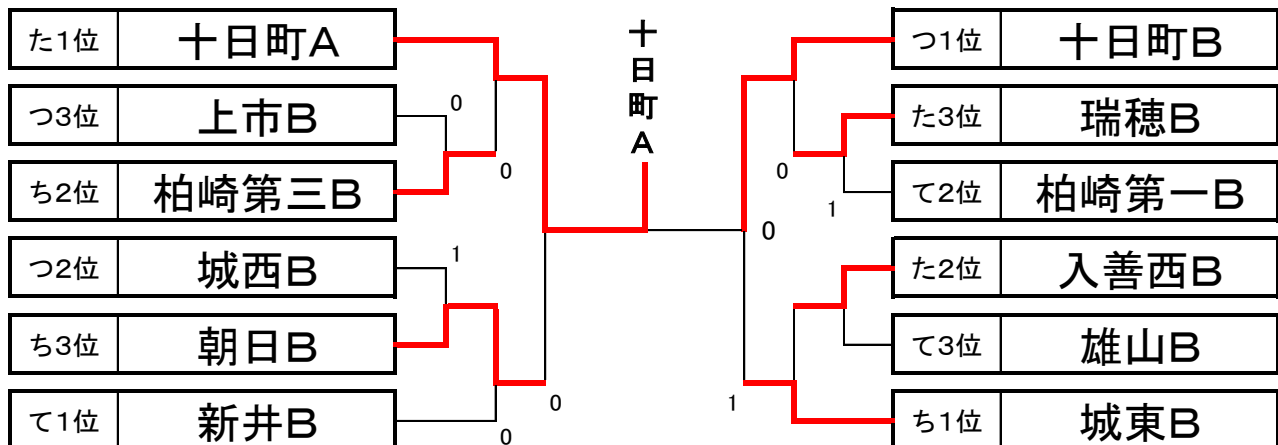 た1位 十日町A
つ3位 上市B
ち2位 柏崎第三B
つ2位 城西B
ち3位 朝日B
て1位 新井B
0
0
1
0
0
十日町A
0
0
1
1
つ1位 十日町B
た3位 瑞穂B
て2位 柏崎第一B
た2位 入善西B
て3位 雄山B
ち1位 城東B